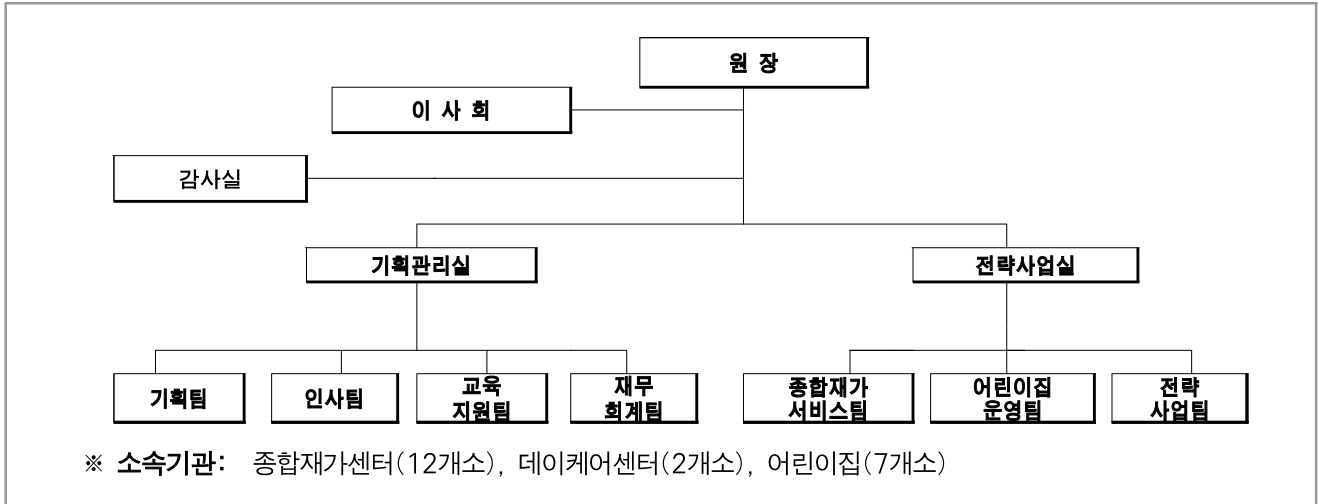 원 장
이 사 회
감사실
기획관리실
전략사업실
기획팀
인사팀
교육
지원팀
재무
회계팀
종합재가
서비스팀
어린이집
운영팀
전략
사업팀
※ 소속기관: 종합재가센터(12개소), 데이케어센터(2개소), 어린이집(7개소)